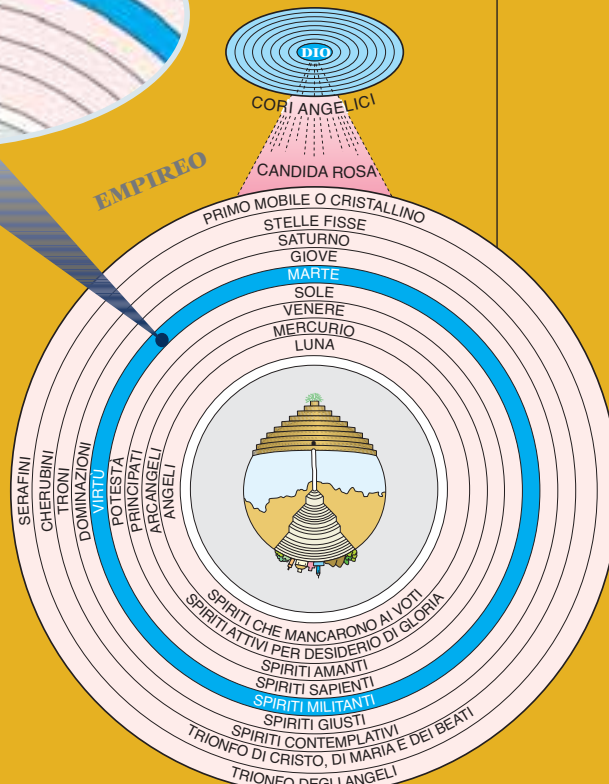 DIO
CORI ANGELICI
CANDIDA ROSA
EMPIREO
PRIMO MOBILE O CRISTALLINO
STELLE FISSE
SATURNO
GIOVE
MARTE
SOLE
VENERE
MERCURIO
LUNA
SERAFINI
CHERUBINI
TRONI
DOMINAZIONI
VIRTÙ
POTESTÀ
PRINCIPATI
ARCANGELI
ANGELI
SPIRITI CHE MANCARONO AI VOTI
SPIRITI ATTIVI PER DESIDERIO DI GLORIA
SPIRITI AMANTI
SPIRITI SAPIENTI
SPIRITI MILITANTI
SPIRITI GIUSTI
SPIRITI CONTEMPLATIVI
TRIONFO DI CRISTO, DI MARIA E DEI BEATI
TRIONFO DEGLI ANGELI